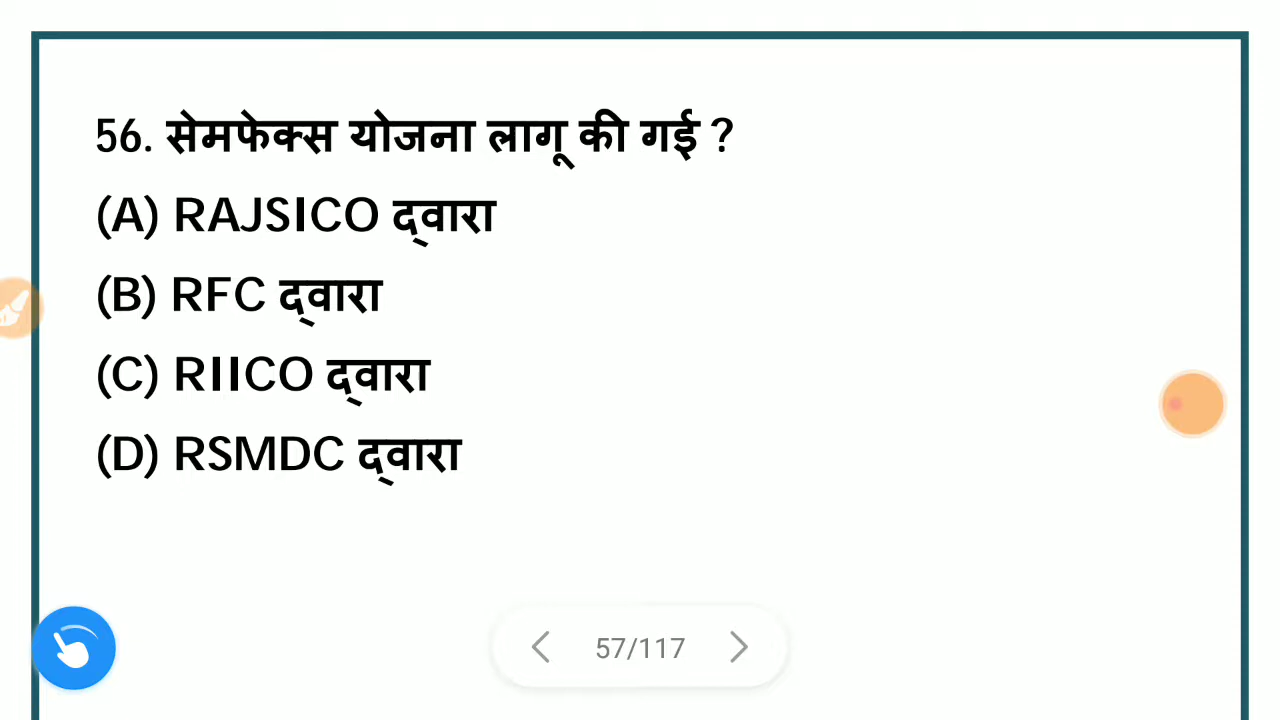 56. सेमफेक्स योजना लागू की गई ?
(A) RAJSICO द्वारा
(B) RFC द्वारा
(C) RIICO द्वारा
(D) RSMDC द्वारा
57/117